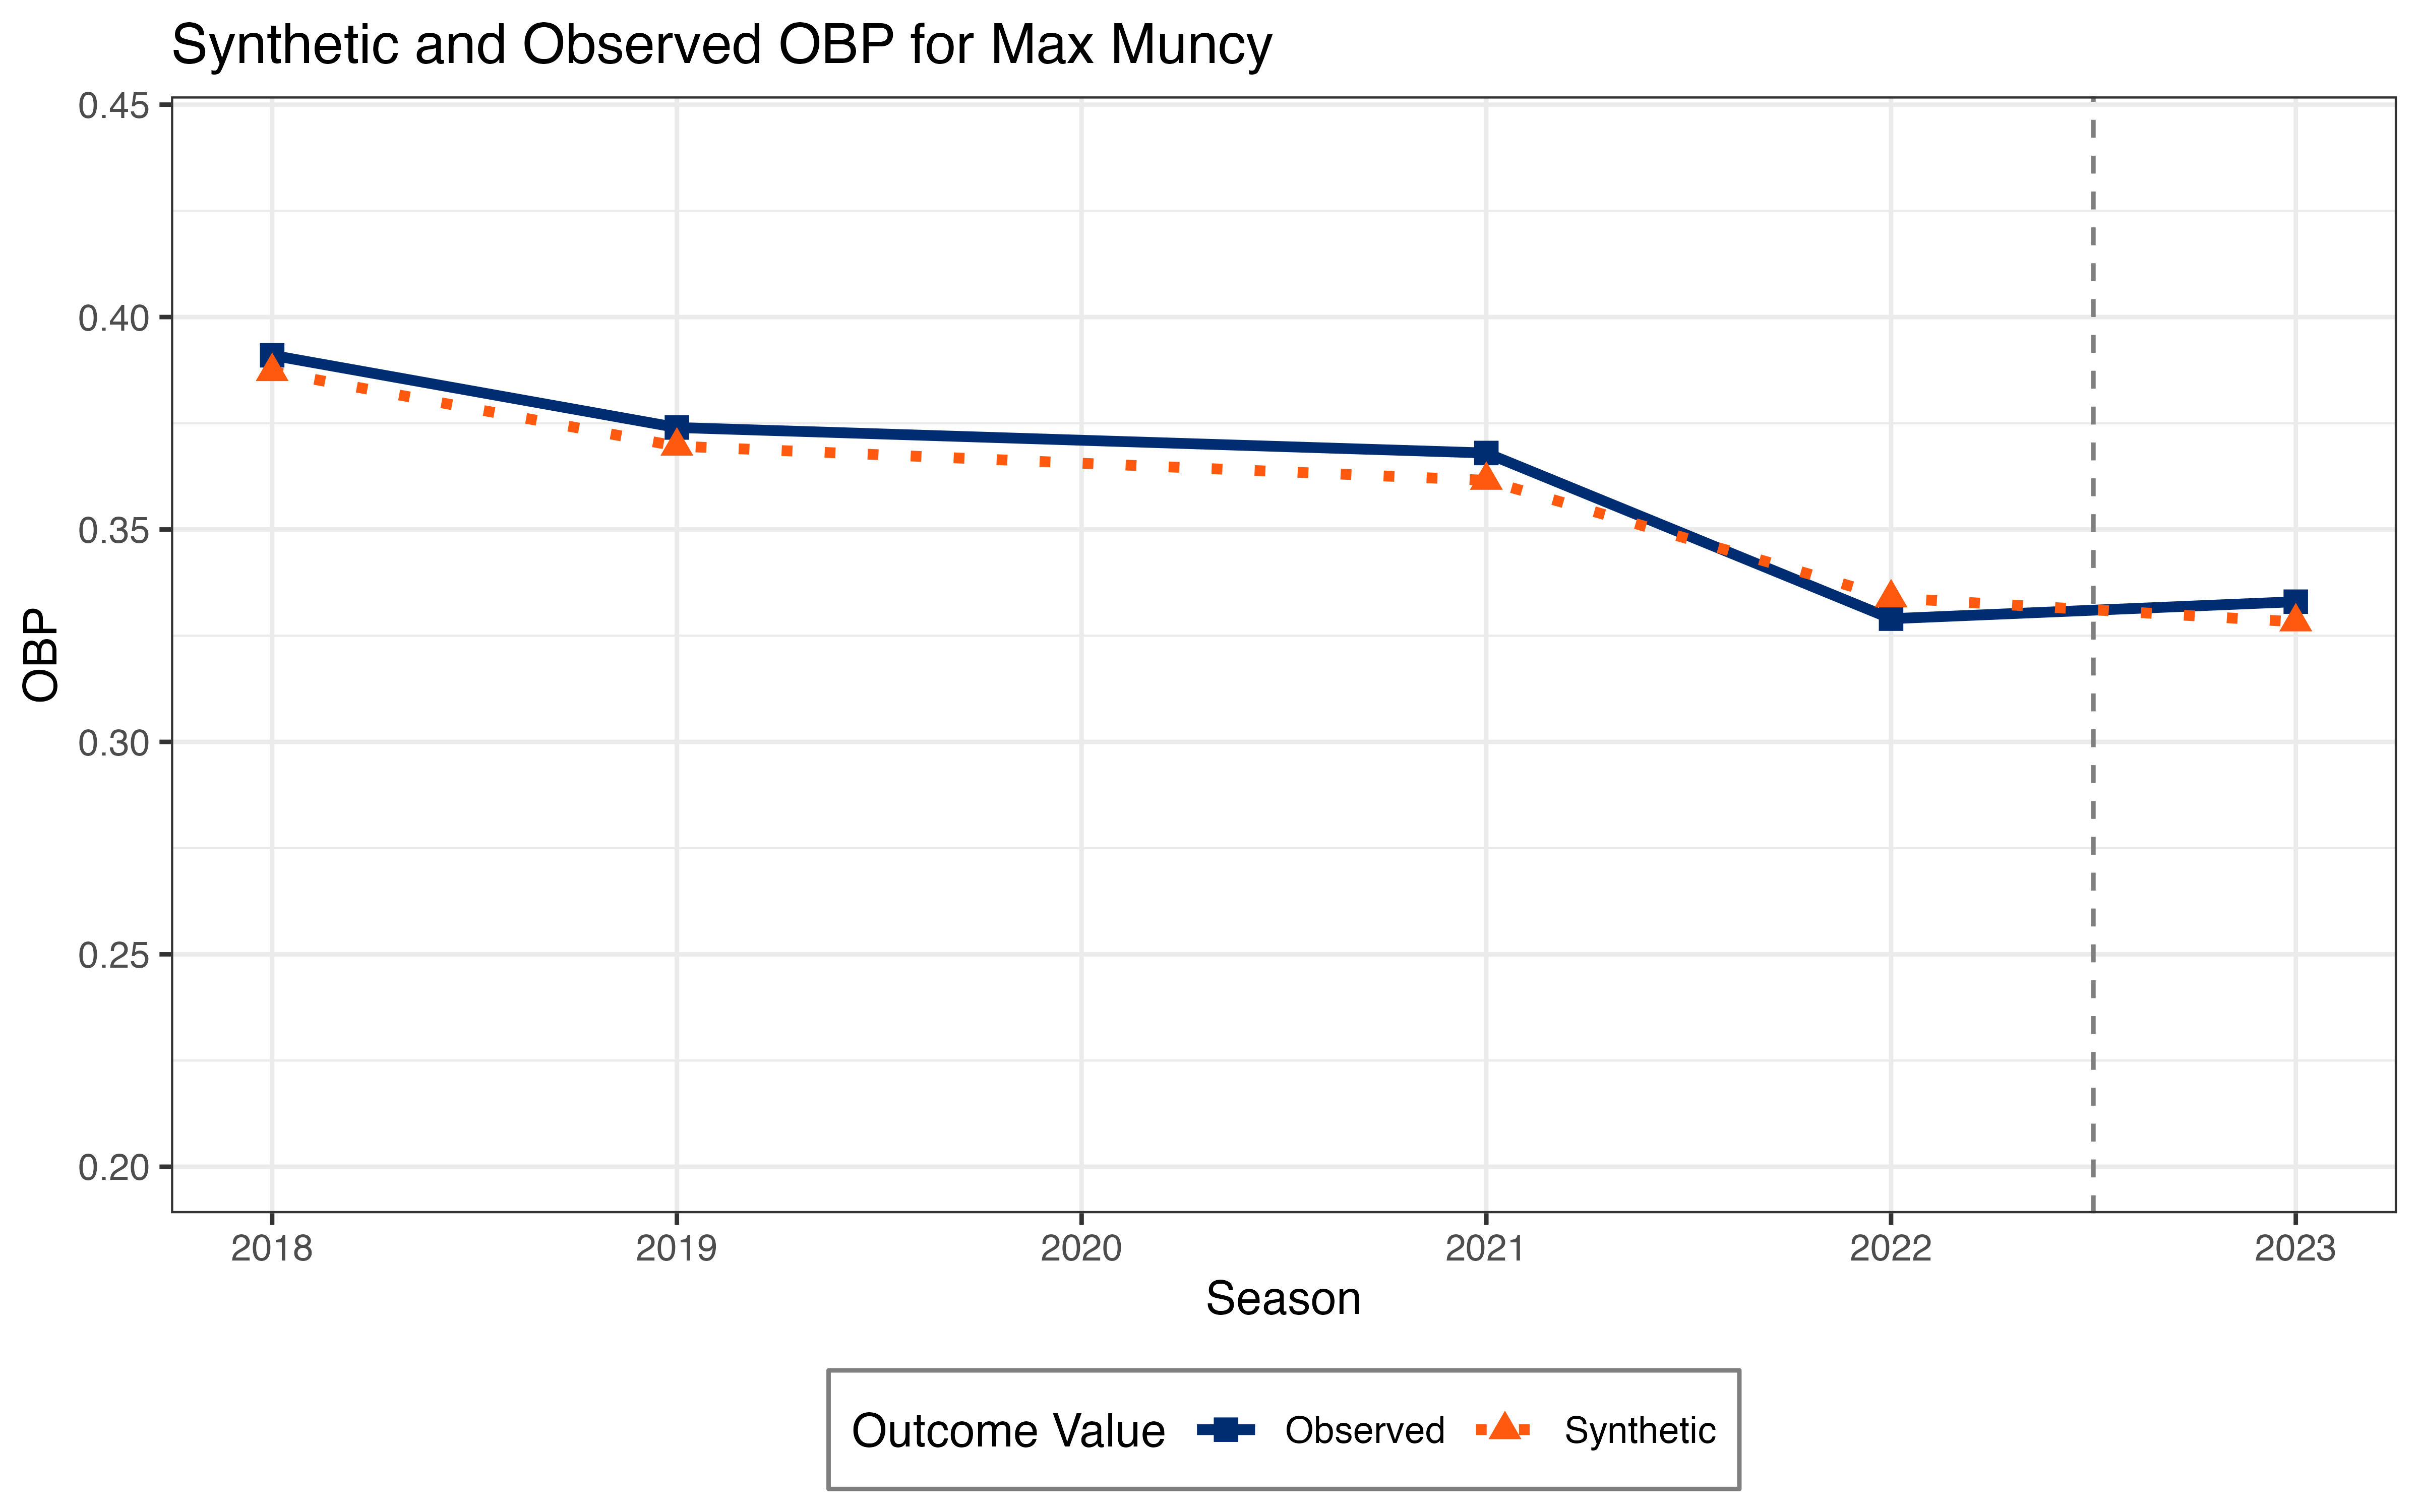 Synthetic and Observed OBP for Max Muncy
0.45
0.40
0.35
0.30
0.25
0.20
OBP
2018 2019 2020 2021 2022 2023
Season
Outcome Value Observed Synthetic